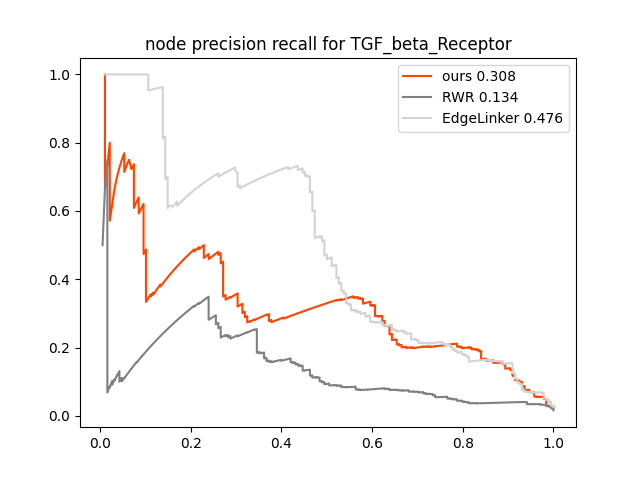 node precision recall for TGF_beta_Receptor
ours 0.308
RWR 0.134
EdgeLinker 0.476
1.0
0.8
0.6
0.4
0.2
0.0
0.0 0.2 0.4 0.6 0.8 1.0